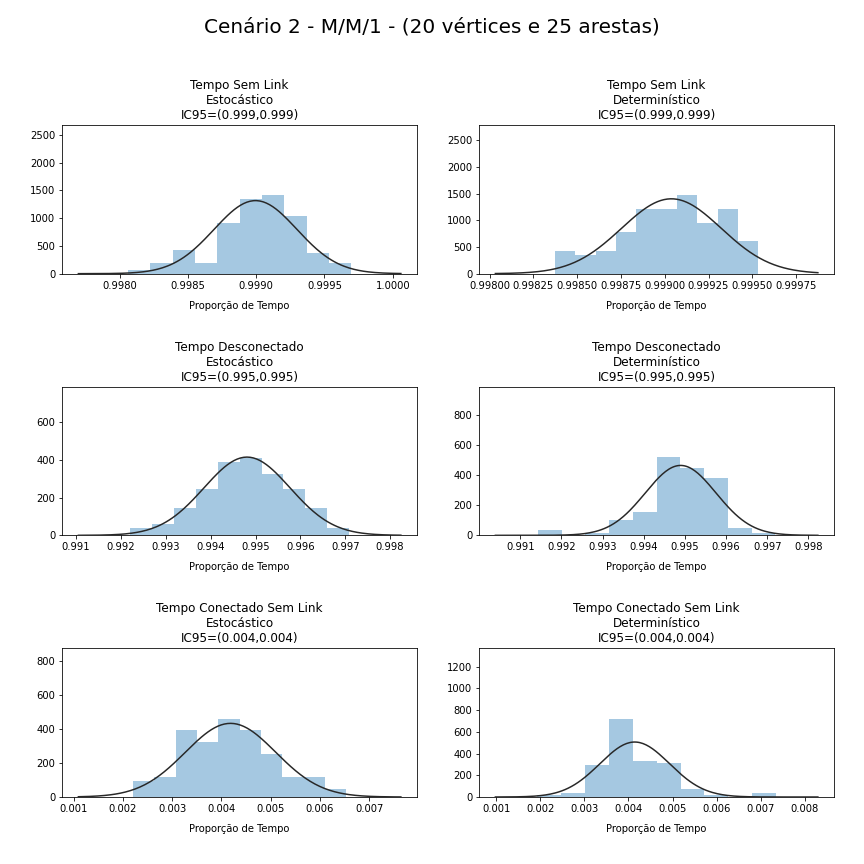 Cenário 2 - M/M/1 - (20 vértices e 25 arestas)
Tempo Sem Link
Estocástico
IC95=(0.999,0.999)
2500
2000
1500
1000
500
0
0.9980 0.9985 0.9990 0.9995 1.0000
Proporção de Tempo
Tempo Sem Link
Determinístico
IC95=(0.999,0.999)
2500
2000
1500
1000
500
0
0.99800 0.99825 0.99850 0.99875 0.99900 0.99925 0.99950 0.99975
Proporção de Tempo
Tempo Desconectado
Estocástico
IC95=(0.995,0.995)
600
400
200
0
0.991 0.992 0.993 0.994 0.995 0.996 0.997 0.998
Proporção de Tempo
Tempo Desconectado
Determinístico
IC95=(0.995,0.995)
800
600
400
200
0
0.991 0.992 0.993 0.994 0.995 0.996 0.997 0.998
Proporção de Tempo
Tempo Conectado Sem Link
Estocástico
IC95=(0.004,0.004)
800
600
400
200
0
0.001 0.002 0.003 0.004 0.005 0.006 0.007
Proporção de Tempo
Tempo Conectado Sem Link
Determinístico
IC95=(0.004,0.004)
1200
1000
800
600
400
200
0
0.001 0.002 0.003 0.004 0.005 0.006 0.007 0.008
Proporção de Tempo